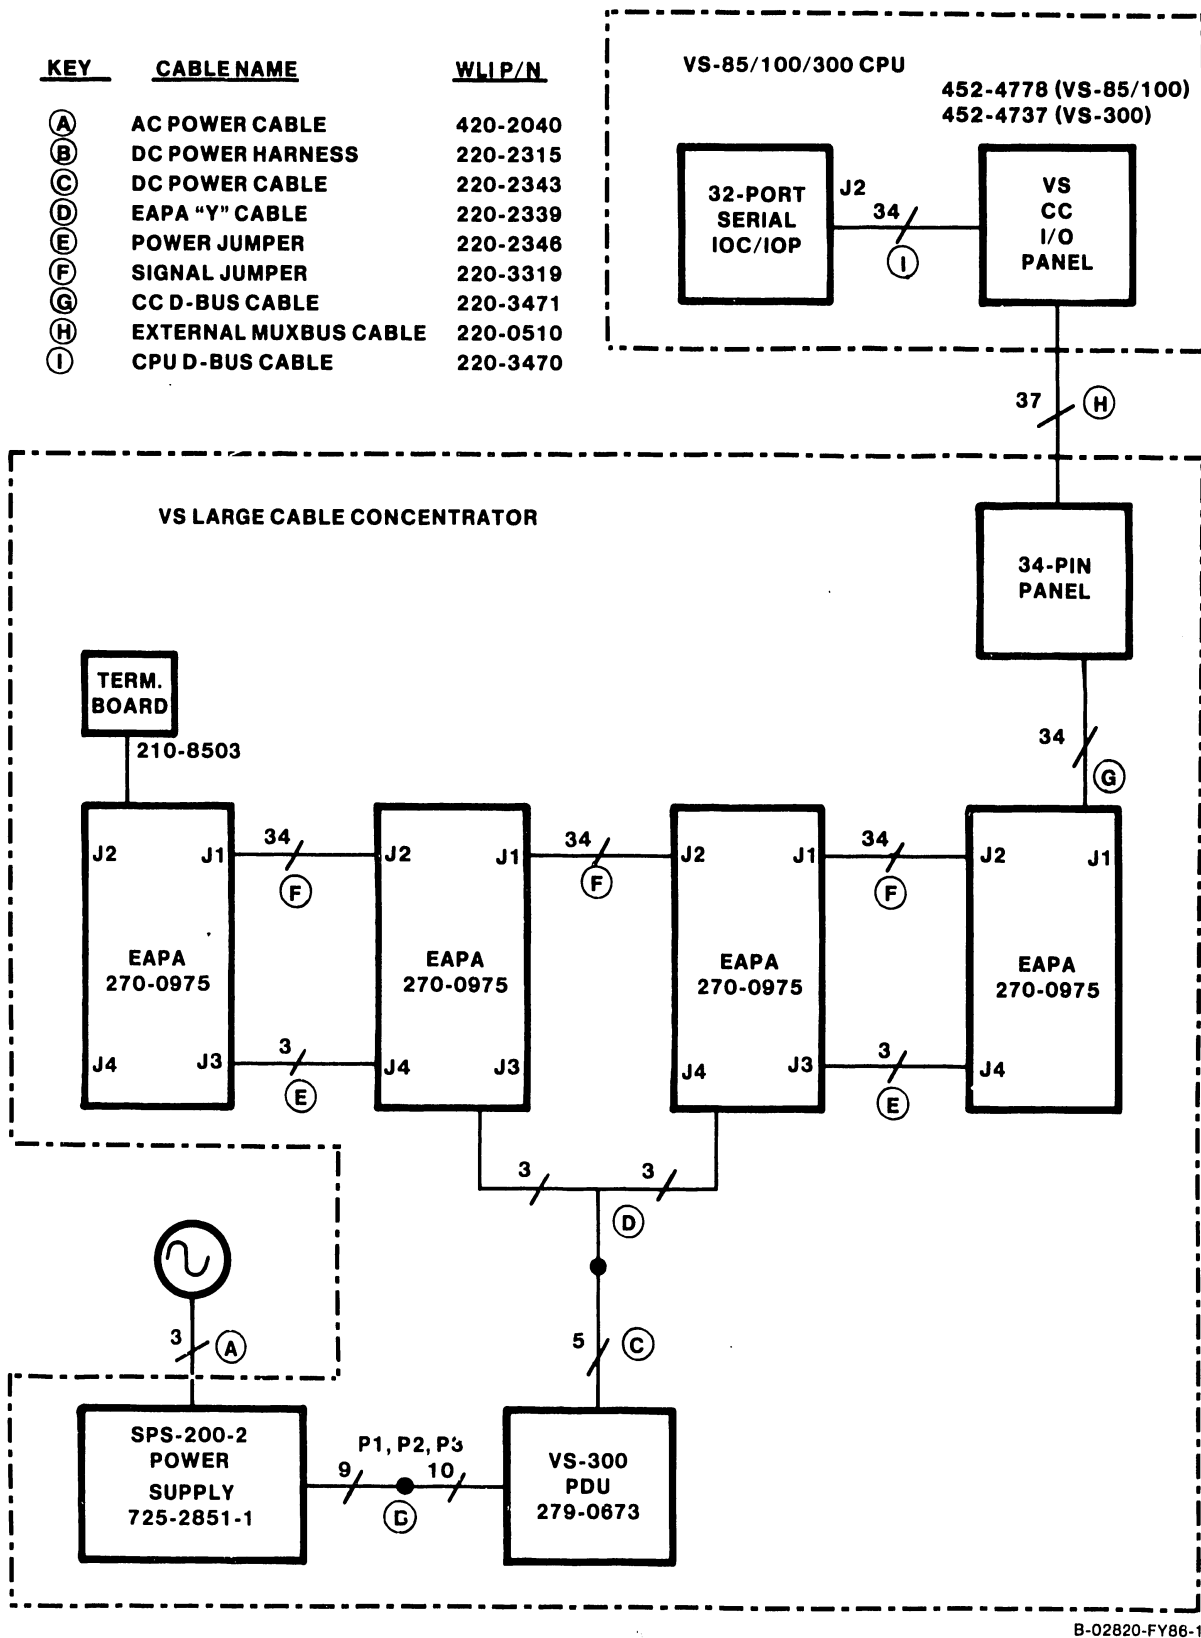 KEY CABLE NAME WLI P/N
A AC POWER CABLE 420-2040
B DC POWER HARNESS 220-2315
C DC POWER CABLE 220-2343
D EAPA “Y” CABLE 220-2339
E POWER JUMPER 220-2346
F SIGNAL JUMPER 220-3319
G CC D-BUS CABLE 220-3471
H EXTERNAL MUXBUS CABLE 220-0510
I CPU D-BUS CABLE 220-3470
VS-85/100/300 CPU
452-4778 (VS-85/100)
452-4737 (VS-300)
32-PORT
SERIAL
IOC/IOP
J2
34
I
VS
CC
I/O
PANEL
37 H
VS LARGE CABLE CONCENTRATOR
34-PIN
PANEL
34
G
TERM.
BOARD
210-8503
J2 J1
EAPA
270-0975
J4 J3
34
F
3
E
J2 J1
EAPA
270-0975
J4 J3
34
F
J2 J1
EAPA
270-0975
J4 J3
34
F
3
E
J2 J1
EAPA
270-0975
J4
3 3
D
5 C
3 A
SPS-200-2
POWER
SUPPLY
725-2851-1
P1, P2, P3
9 10
VS-300
PDU
279-0673
B-02820-FY86-1